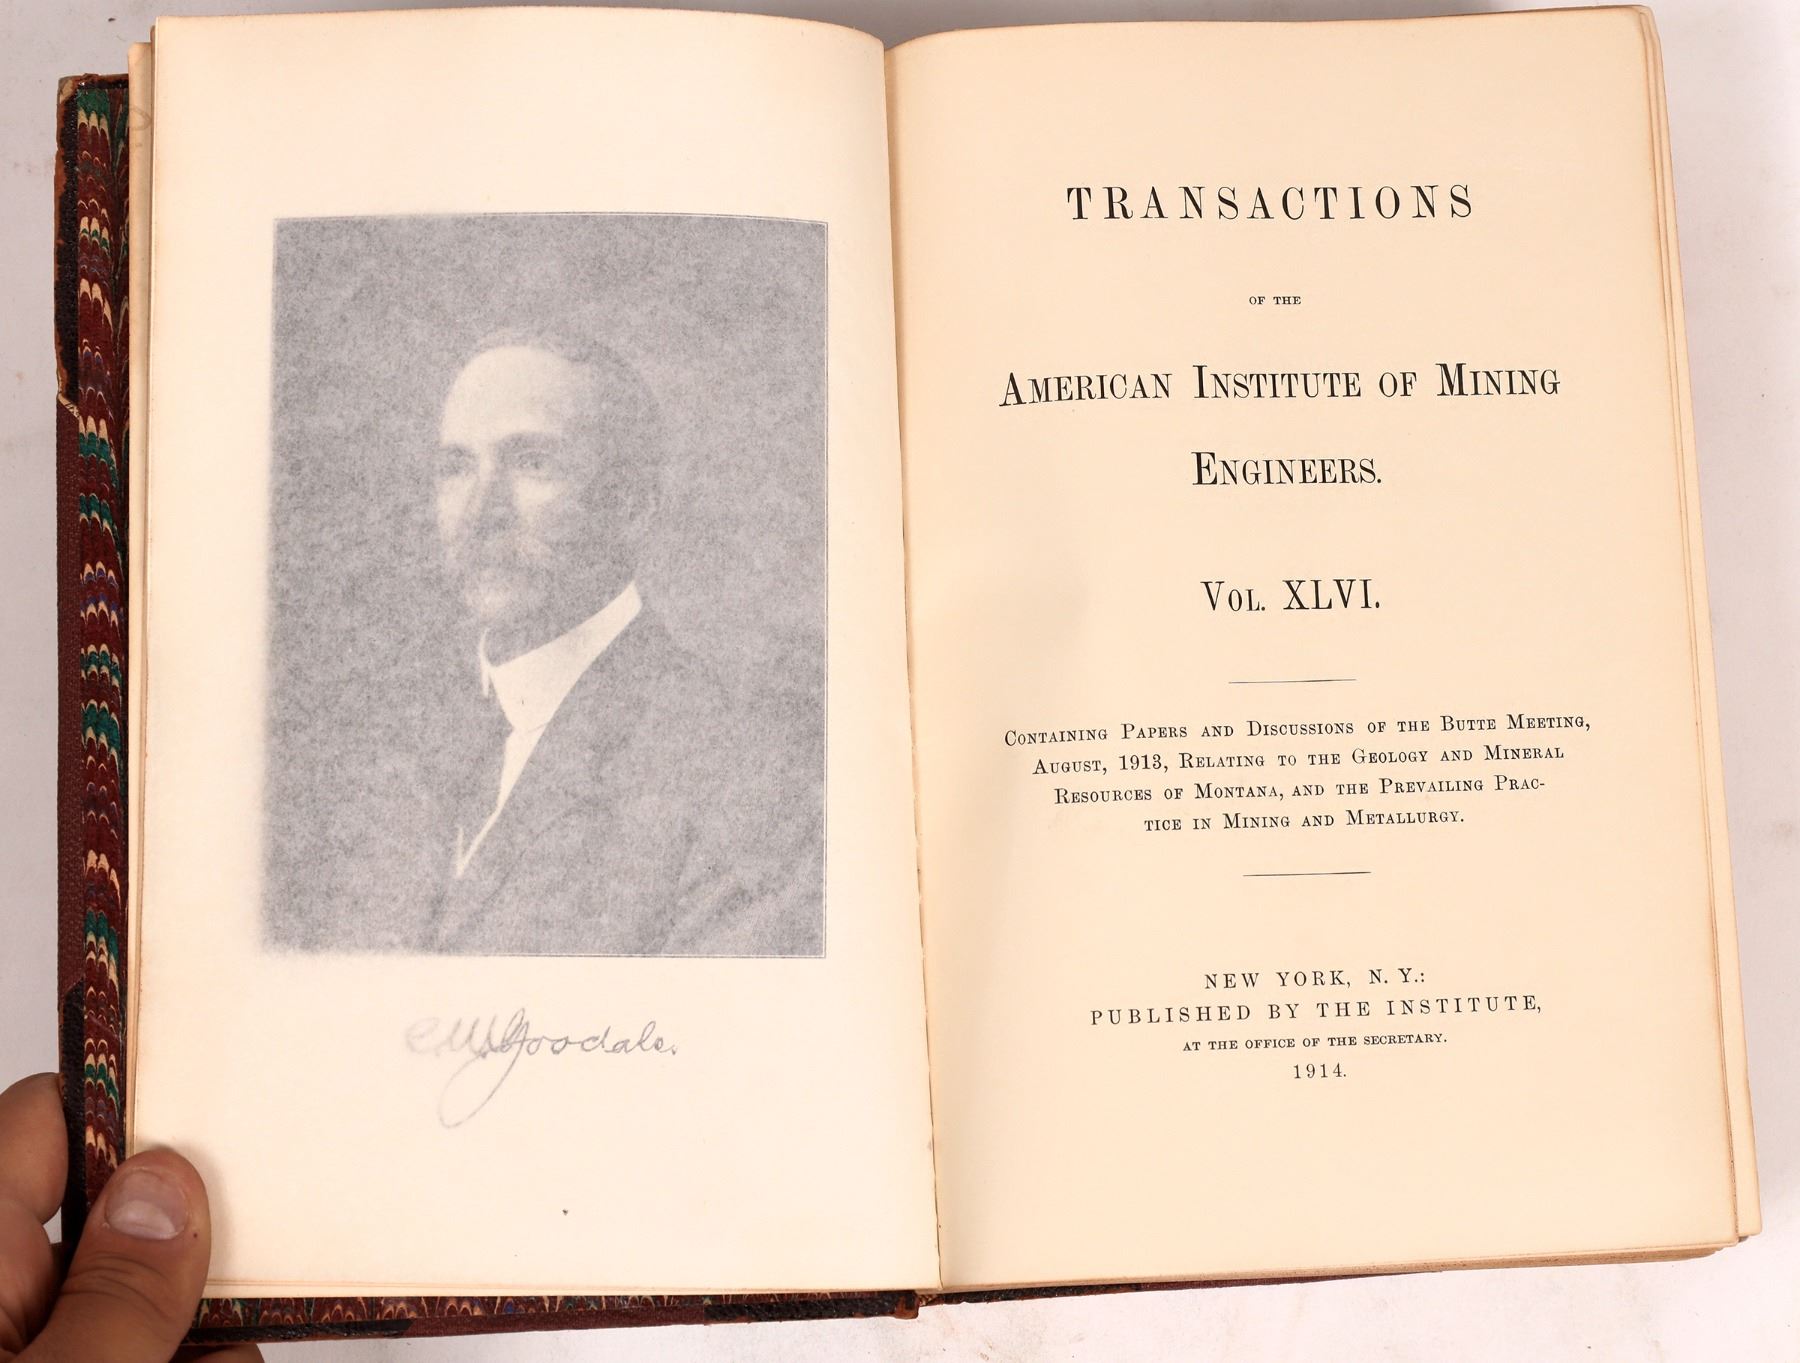 C.W. Goodale.
TRANSACTIONS
OF THE
AMERICAN INSTITUTE OF MINING
ENGINEERS.
VOL. XLVI.
CONTAINING PAPERS AND DISCUSSIONS OF THE BUTTE MEETING,
AUGUST, 1913, RELATING TO THE GEOLOGY AND MINERAL
RESOURCES OF MONTANA, AND THE PREVAILING PRAC-
TICE IN MINING AND METALLURGY.
NEW YORK, N. Y.:
PUBLISHED BY THE INSTITUTE,
AT THE OFFICE OF THE SECRETARY.
1914.